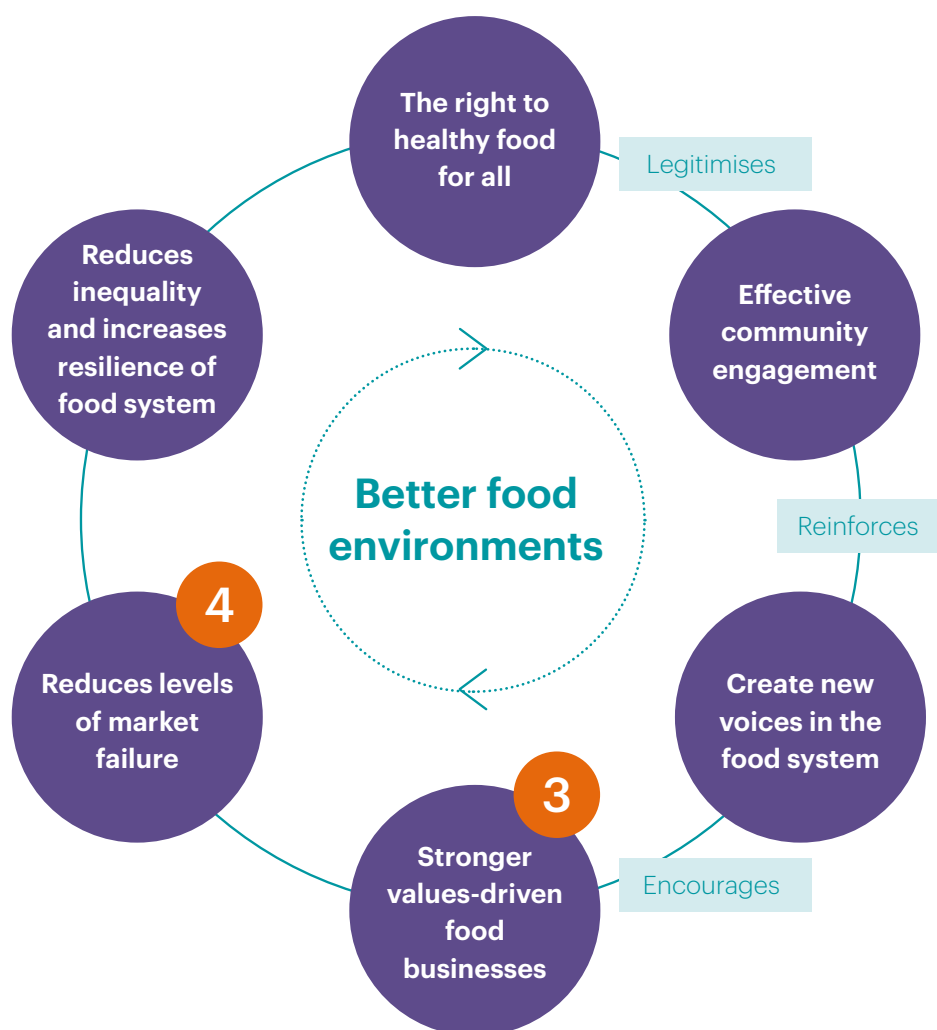 The right to
healthy food
for all
Legitimises
Effective
community
engagement
Reinforces
Create new
voices in the
food system
Encourages
3
Stronger
values-driven
food
businesses
4
Reduces levels
of market
failure
Reduces
inequality
and increases
resilience of
food system
Better food
environments